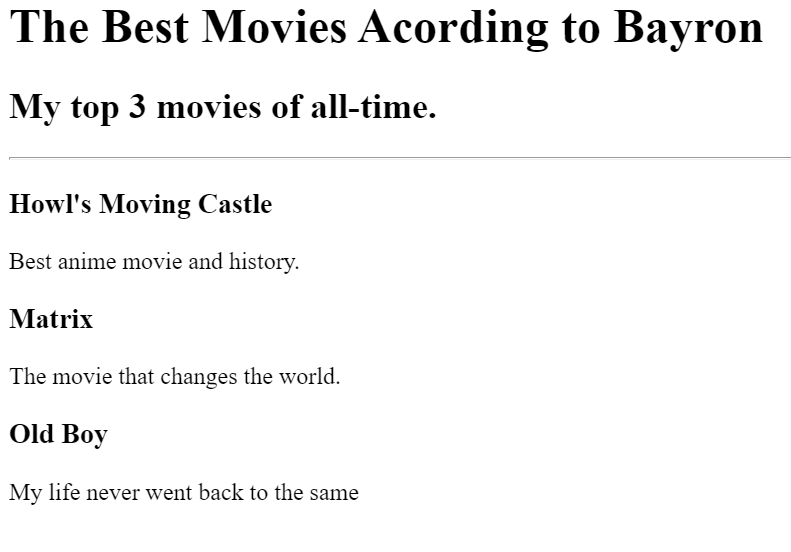 The Best Movies Acording to Bayron
My top 3 movies of all-time.
Howl's Moving Castle
Best anime movie and history.
Matrix
The movie that changes the world.
Old Boy
My life never went back to the same